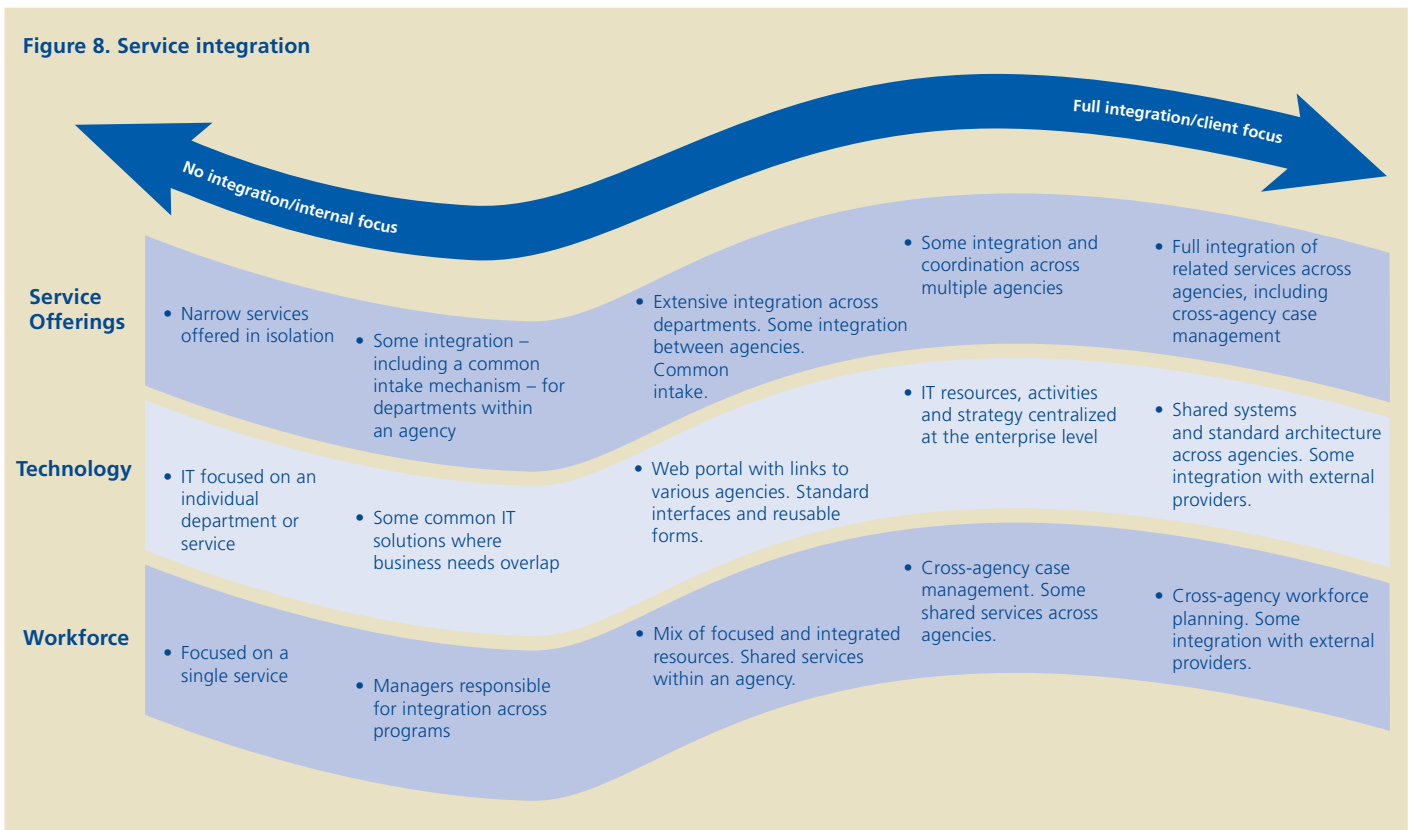 Figure 8. Service integration
No integration/internal focus
Full integration/client focus
Service
Offerings
• Narrow services
offered in isolation
• Some integration –
including a common
intake mechanism – for
departments within
an agency
• Extensive integration across
departments. Some integration
between agencies.
Common
intake.
• Some integration and
coordination across
multiple agencies
• Full integration of
related services across
agencies, including
cross-agency case
management
Technology
• IT focused on an
individual
department or
service
• Some common IT
solutions where
business needs overlap
• Web portal with links to
various agencies. Standard
interfaces and reusable
forms.
• IT resources, activities
and strategy centralized
at the enterprise level
• Shared systems
and standard architecture
across agencies. Some
integration with external
providers.
Workforce
• Focused on a
single service
• Managers responsible
for integration across
programs
• Mix of focused and integrated
resources. Shared services
within an agency.
• Cross-agency case
management. Some
shared services across
agencies.
• Cross-agency workforce
planning. Some
integration with external
providers.